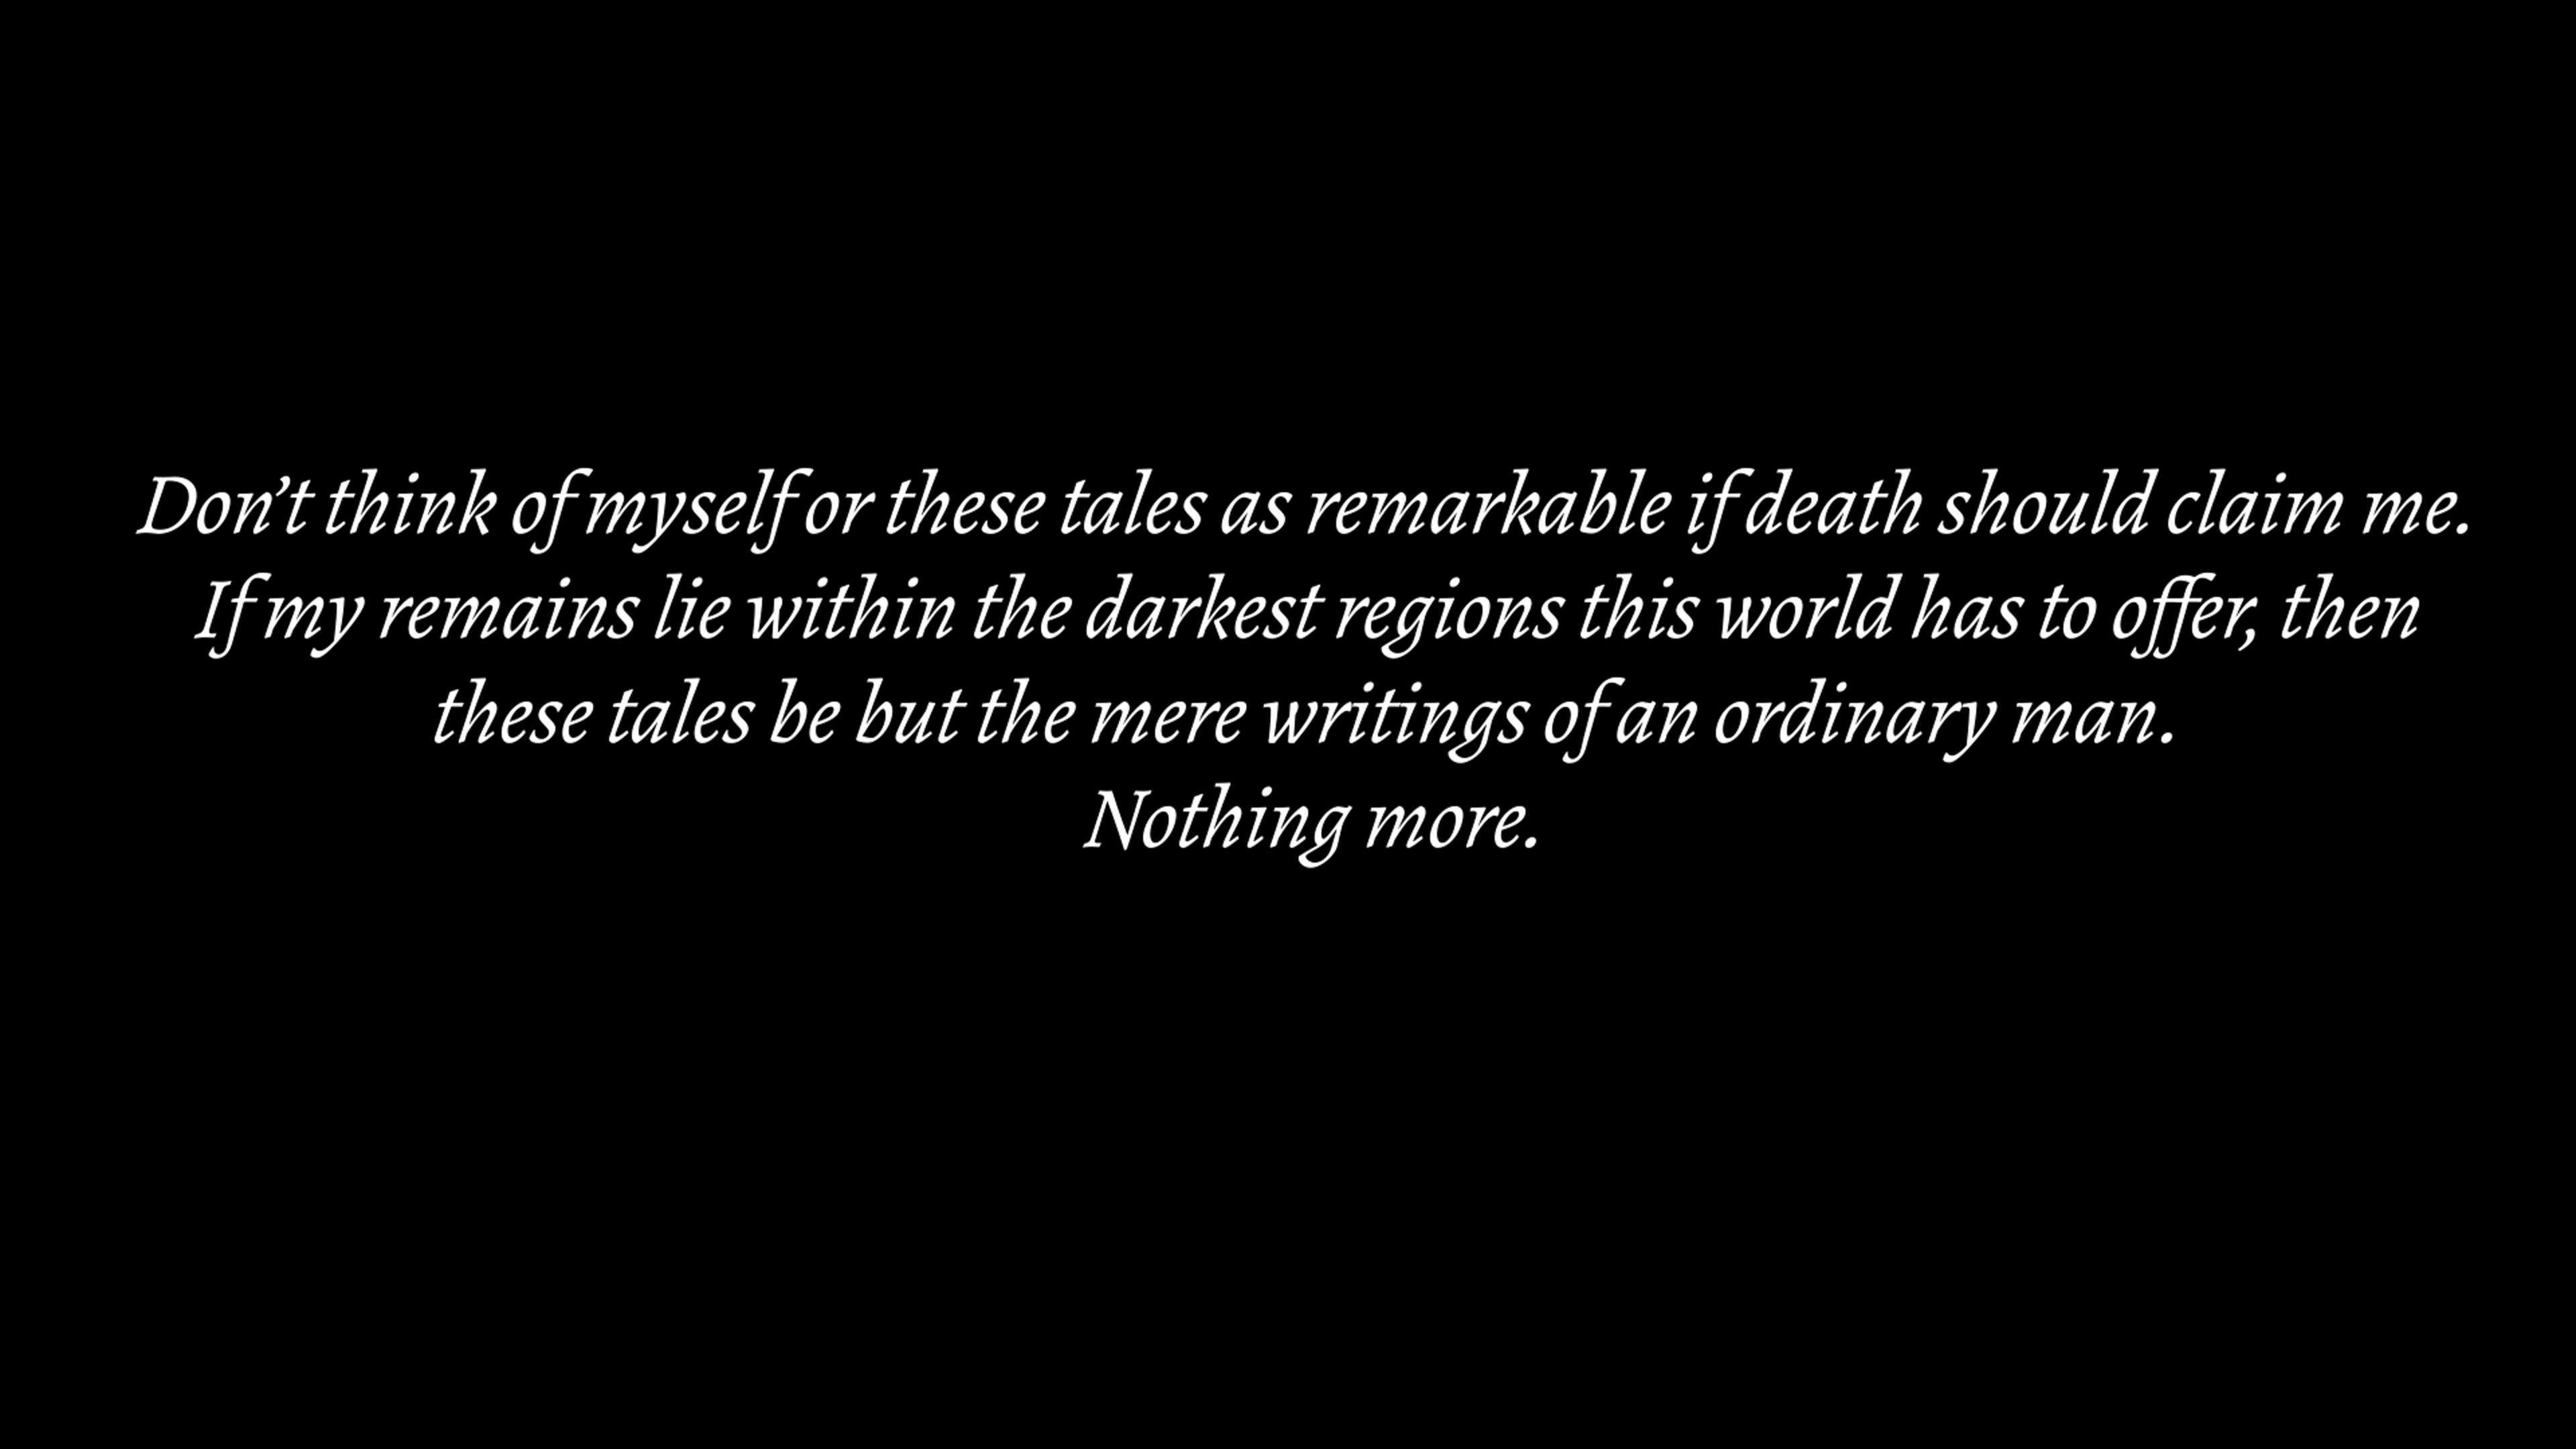 Don’t think of myself or these tales as remarkable if death should claim me.
If my remains lie within the darkest regions this world has to offer, then
these tales be but the mere writings of an ordinary man.
Nothing more.